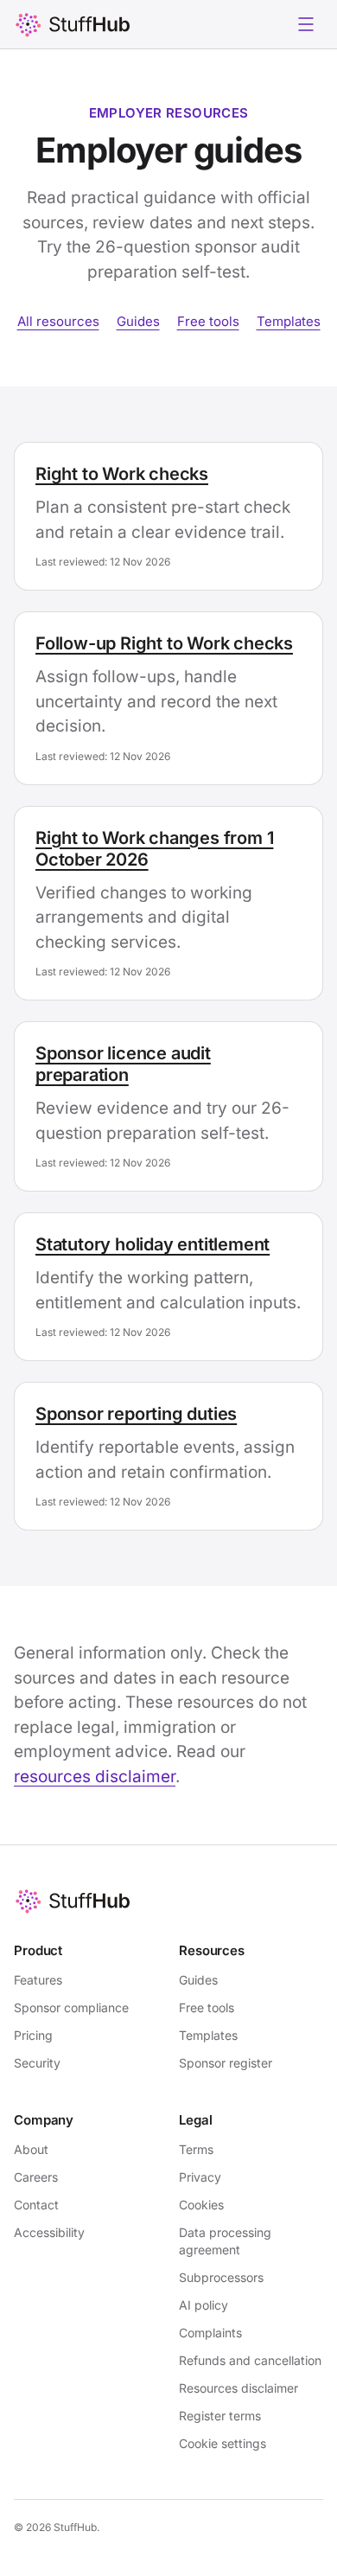 StuffHub
EMPLOYER RESOURCES
Employer guides
Read practical guidance with official
sources, review dates and next steps.
Try the 26-question sponsor audit
preparation self-test.
All resources Guides Free tools Templates
Right to Work checks
Plan a consistent pre-start check
and retain a clear evidence trail.
Last reviewed: 12 Nov 2026
Follow-up Right to Work checks
Assign follow-ups, handle
uncertainty and record the next
decision.
Last reviewed: 12 Nov 2026
Right to Work changes from 1
October 2026
Verified changes to working
arrangements and digital
checking services.
Last reviewed: 12 Nov 2026
Sponsor licence audit
preparation
Review evidence and try our 26-
question preparation self-test.
Last reviewed: 12 Nov 2026
Statutory holiday entitlement
Identify the working pattern,
entitlement and calculation inputs.
Last reviewed: 12 Nov 2026
Sponsor reporting duties
Identify reportable events, assign
action and retain confirmation.
Last reviewed: 12 Nov 2026
General information only. Check the
sources and dates in each resource
before acting. These resources do not
replace legal, immigration or
employment advice. Read our
resources disclaimer.
StuffHub
Product
Features
Sponsor compliance
Pricing
Security
Resources
Guides
Free tools
Templates
Sponsor register
Company
About
Careers
Contact
Accessibility
Legal
Terms
Privacy
Cookies
Data processing
agreement
Subprocessors
AI policy
Complaints
Refunds and cancellation
Resources disclaimer
Register terms
Cookie settings
© 2026 StuffHub.